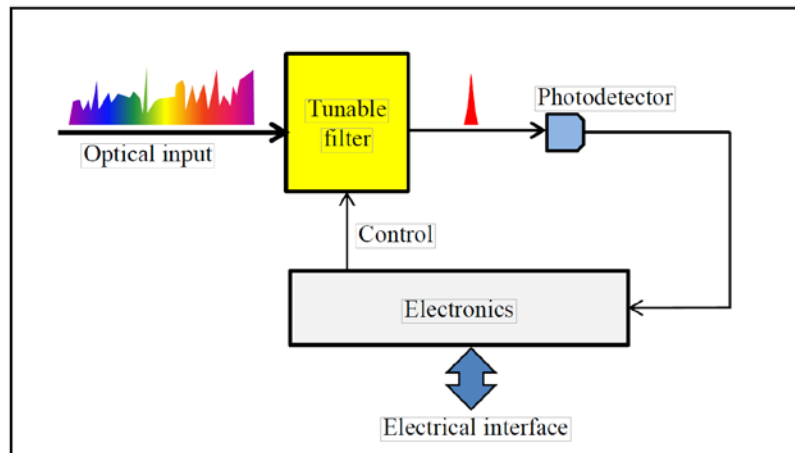 Tunable
filter
Photodetector
Optical input
Control
Electronics
Electrical interface